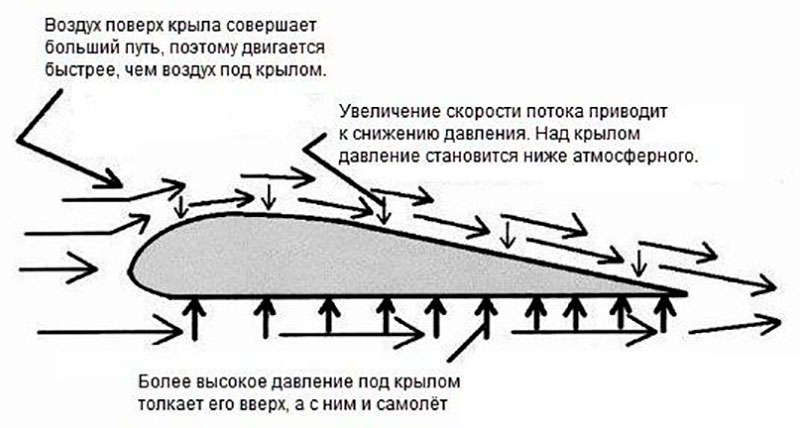 Воздух поверх крыла совершает
больший путь, поэтому двигается
быстрее, чем воздух под крылом.
Увеличение скорости потока приводит
к снижению давления. Над крылом
давление становится ниже атмосферного.
Более высокое давление под крылом
толкает его вверх, а с ним и самолёт